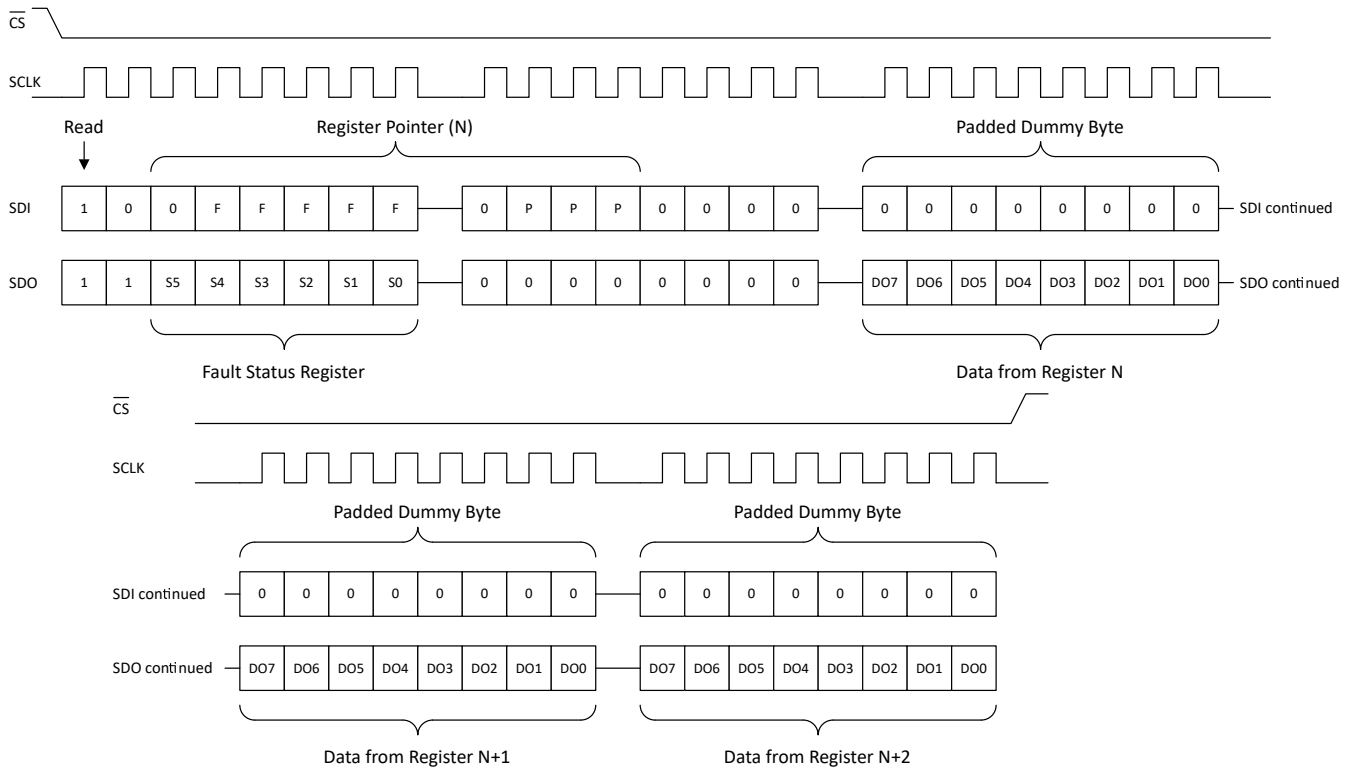 CS
SCLK
Read
Register Pointer (N)
Padded Dummy Byte
SDI 1 0 0 F F F F F 0 P P P 0 0 0 0 0 0 0 0 0 0 0 0 SDI continued
SDO 1 1 S5 S4 S3 S2 S1 S0 0 0 0 0 0 0 0 0 DO7 DO6 DO5 DO4 DO3 DO2 DO1 DO0 SDO continued
Fault Status Register
Data from Register N
CS
SCLK
Padded Dummy Byte
Padded Dummy Byte
SDI continued 0 0 0 0 0 0 0 0 0 0 0 0 0 0 0 0
SDO continued DO7 DO6 DO5 DO4 DO3 DO2 DO1 DO0 DO7 DO6 DO5 DO4 DO3 DO2 DO1 DO0
Data from Register N+1
Data from Register N+2